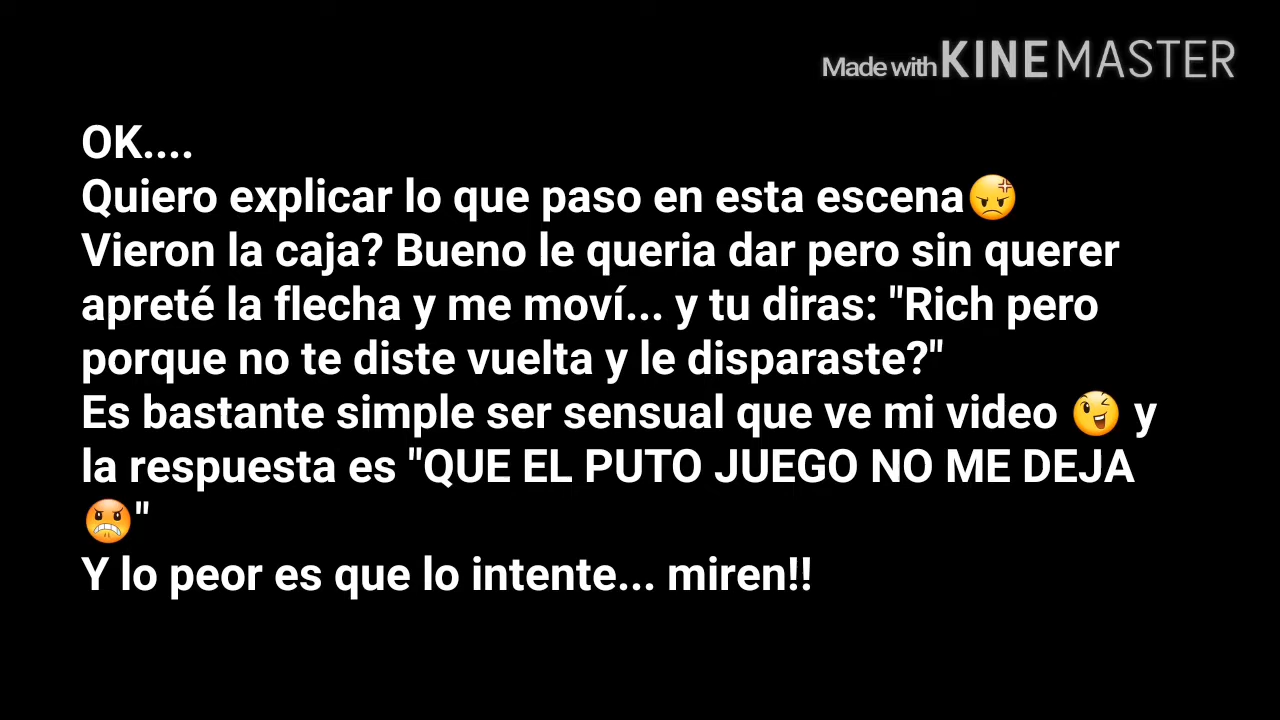 Made with KINEMASTER
OK....
Quiero explicar lo que paso en esta escena😡
Vieron la caja? Bueno le queria dar pero sin querer
apreté la flecha y me moví... y tu diras: "Rich pero
porque no te diste vuelta y le disparaste?"
Es bastante simple ser sensual que ve mi video 😉 y
la respuesta es "QUE EL PUTO JUEGO NO ME DEJA
😡"
Y lo peor es que lo intente... miren!!